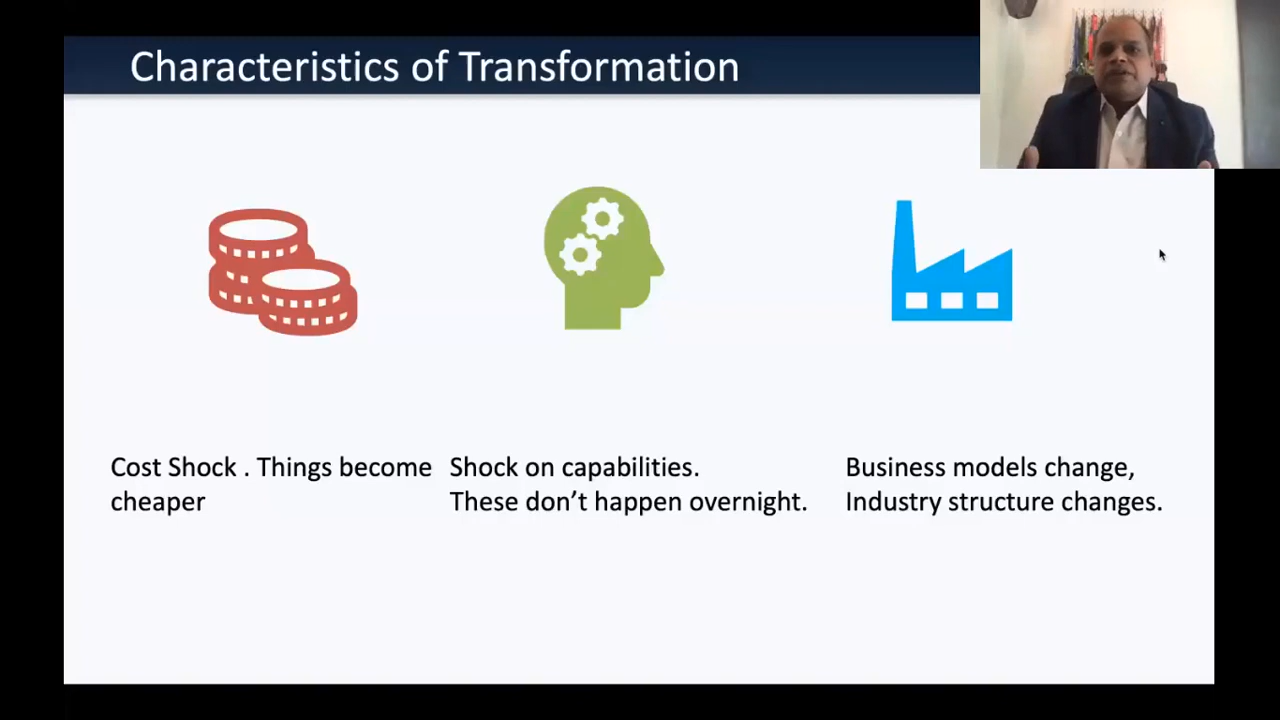 Characteristics of Transformation
Cost Shock . Things become
cheaper
Shock on capabilities.
These don’t happen overnight.
Business models change,
Industry structure changes.